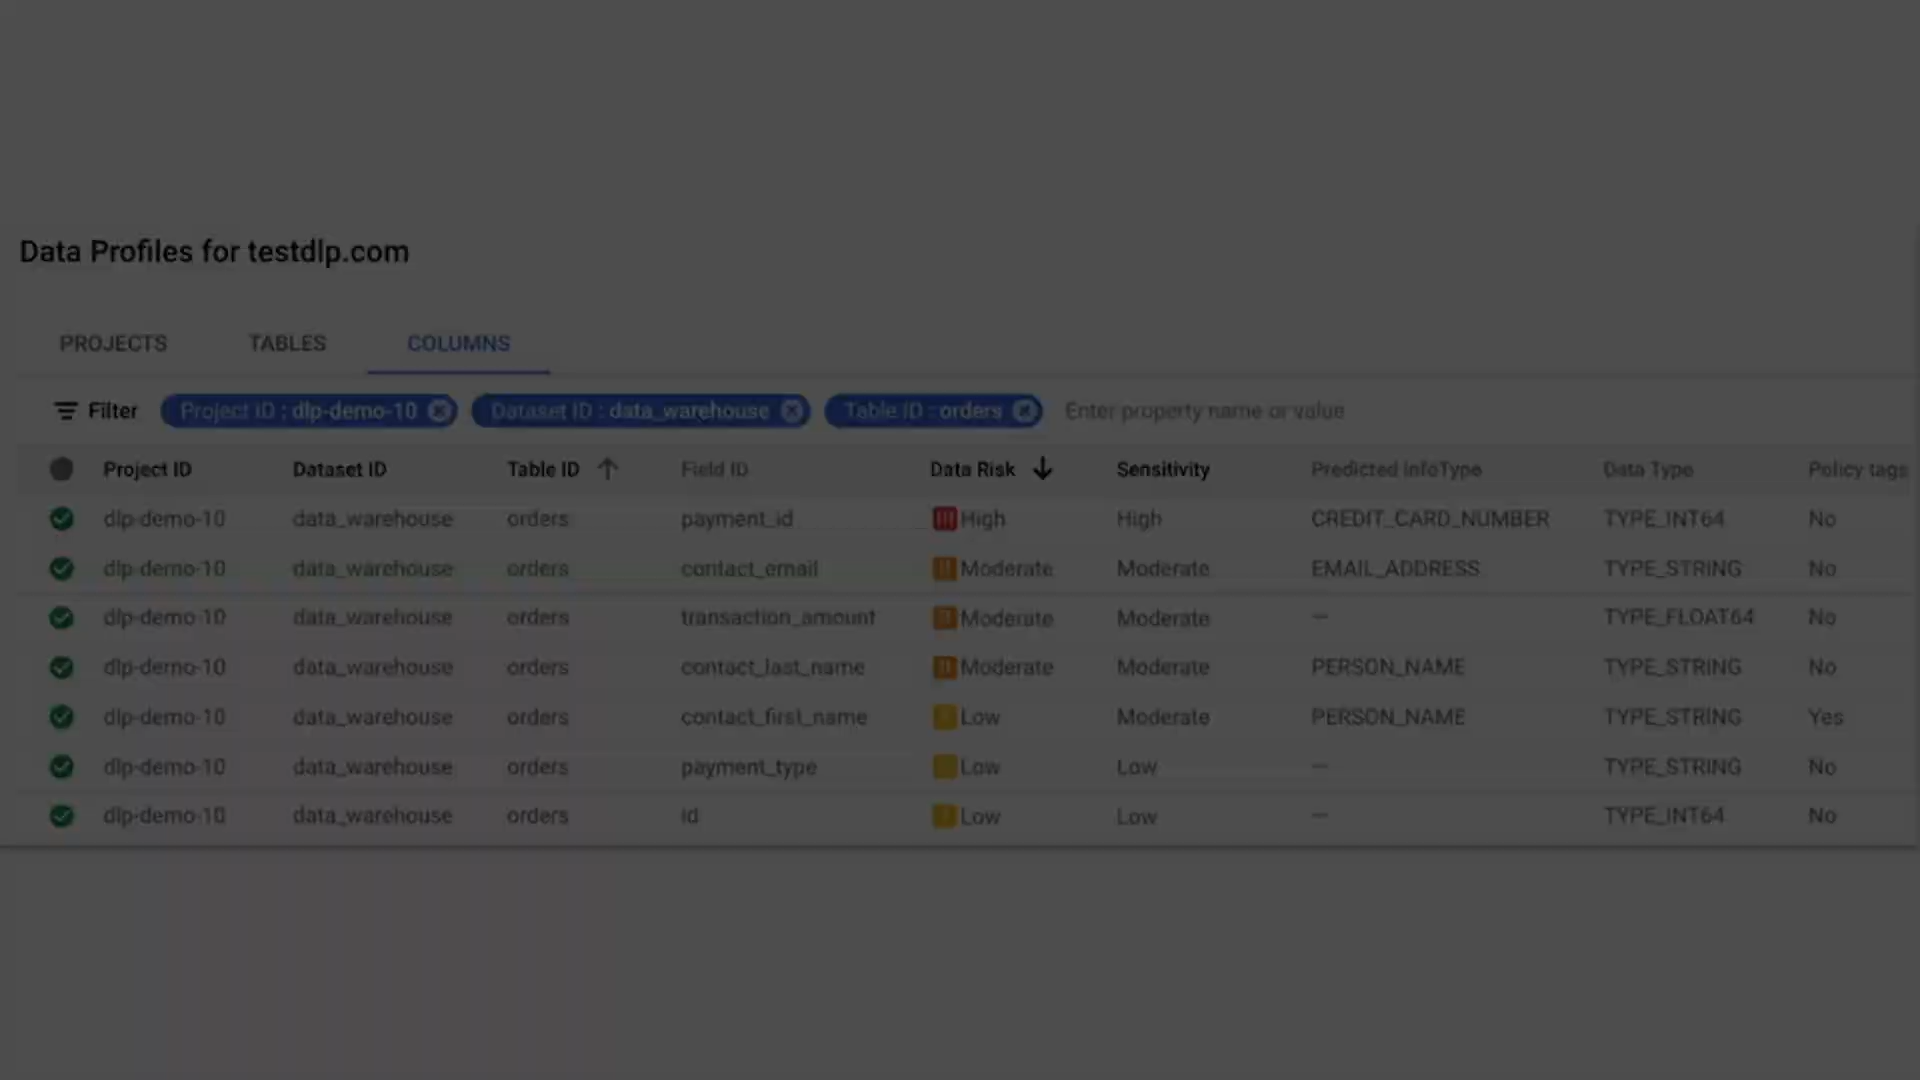 Data Profiles for testdlp.com
PROJECTS TABLES COLUMNS
Filter Project ID : dlp-demo-10 Dataset ID : data_warehouse Table ID : orders Enter property name or value
Project ID Dataset ID Table ID Field ID Data Risk Sensitivity Predicted infoType Data Type Policy tags
dlp-demo-10 data_warehouse orders payment_id High High CREDIT_CARD_NUMBER TYPE_INT64 No
dlp-demo-10 data_warehouse orders contact_email Moderate Moderate EMAIL_ADDRESS TYPE_STRING No
dlp-demo-10 data_warehouse orders transaction_amount Moderate Moderate — TYPE_FLOAT64 No
dlp-demo-10 data_warehouse orders contact_last_name Moderate Moderate PERSON_NAME TYPE_STRING No
dlp-demo-10 data_warehouse orders contact_first_name Low Moderate PERSON_NAME TYPE_STRING Yes
dlp-demo-10 data_warehouse orders payment_type Low Low — TYPE_STRING No
dlp-demo-10 data_warehouse orders id Low Low — TYPE_INT64 No